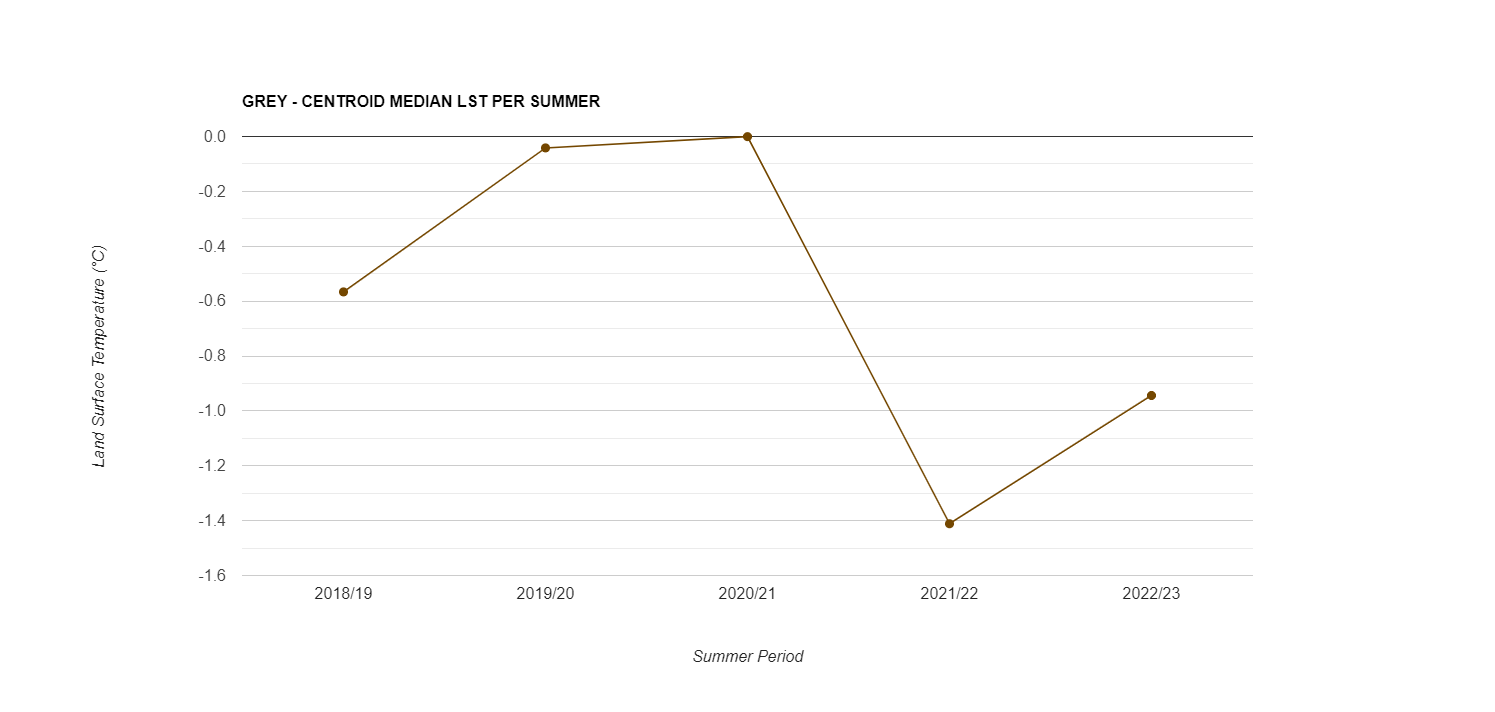 GREY - CENTROID MEDIAN LST PER SUMMER
0.0
-0.2
-0.4
-0.6
-0.8
-1.0
-1.2
-1.4
-1.6
Land Surface Temperature (°C)
2018/19 2019/20 2020/21 2021/22 2022/23
Summer Period